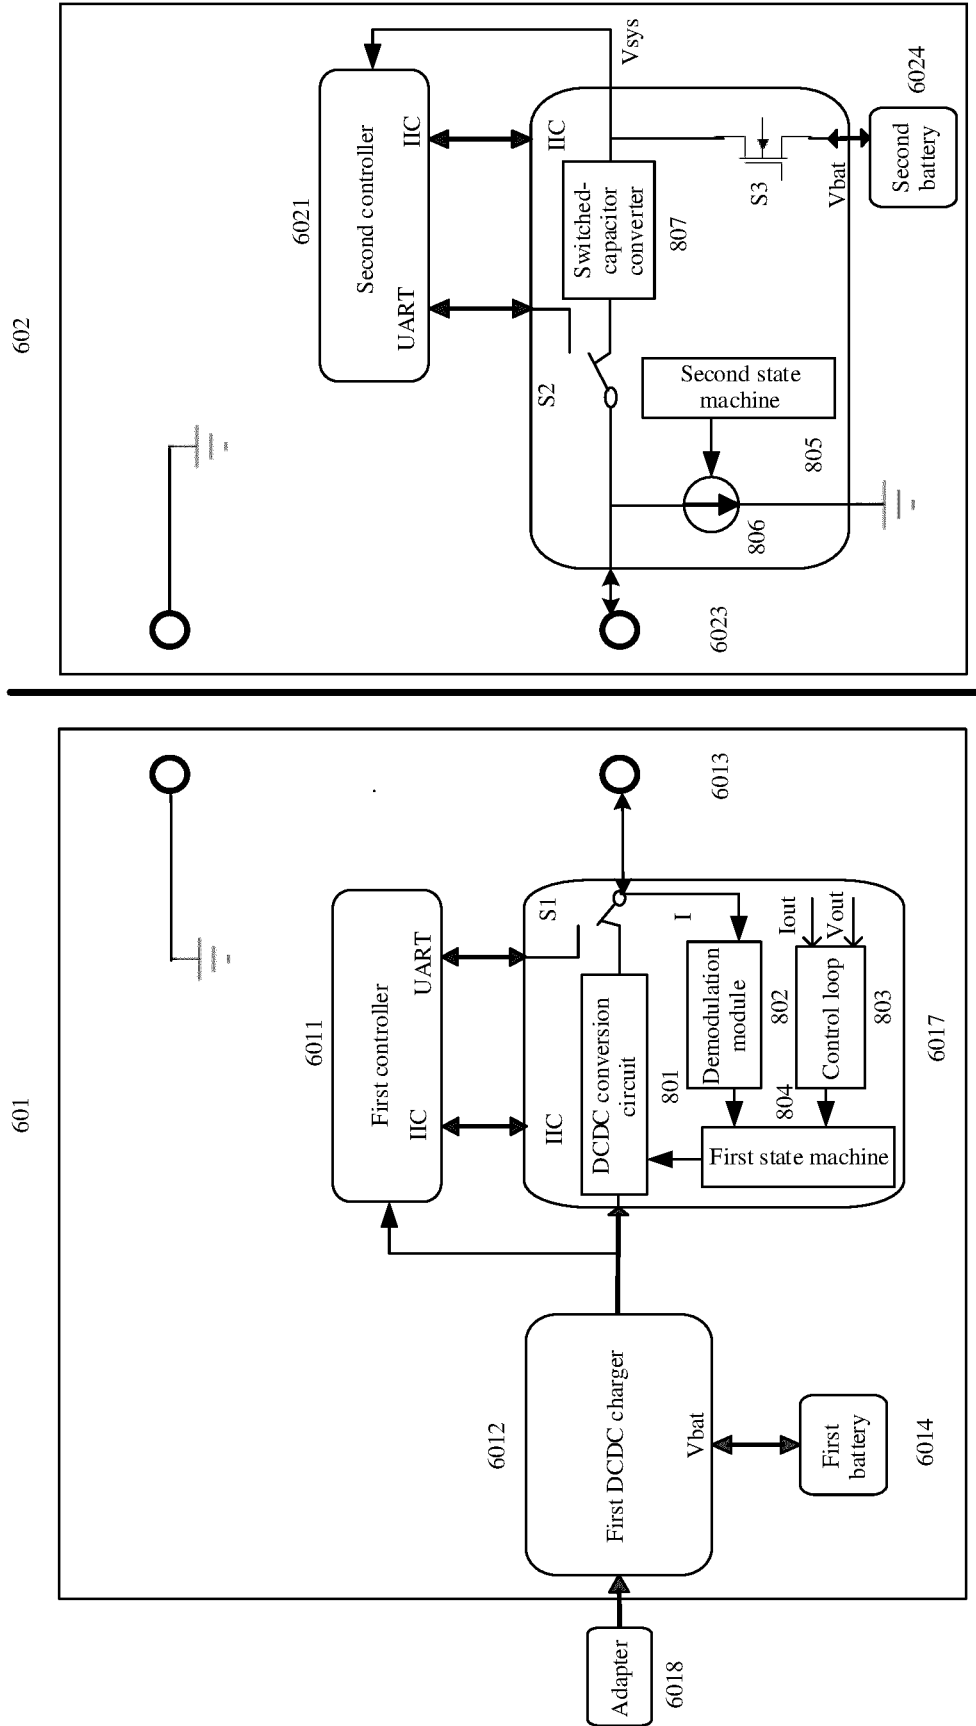 601
602
6011
First controller
IIC
UART
6021
Second controller
UART
IIC
Vsys
Adapter
6018
6012
First DCDC charger
Vbat
First
battery
6014
IIC
S1
DCDC conversion
circuit
801
I
Demodulation
module
802
First state machine
804
Control loop
803
Iout
Vout
6017
6013
6023
S2
IIC
Switched-
capacitor
converter
807
Second state
machine
805
806
S3
Vbat
Second
battery
6024